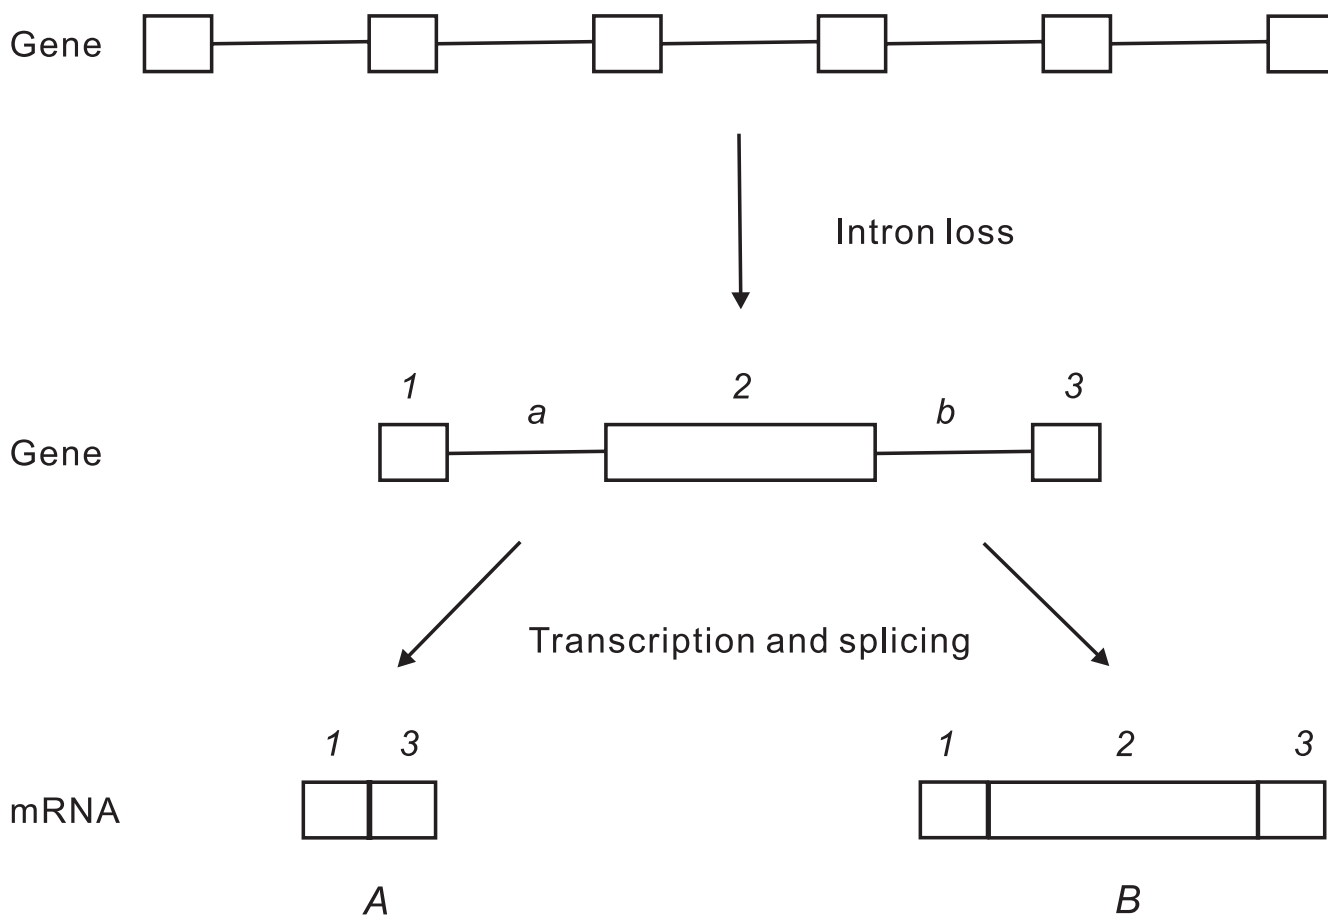 Gene
Intron loss
1 2 3
a b
Gene
Transcription and splicing
1 3 1 2 3
mRNA
A B